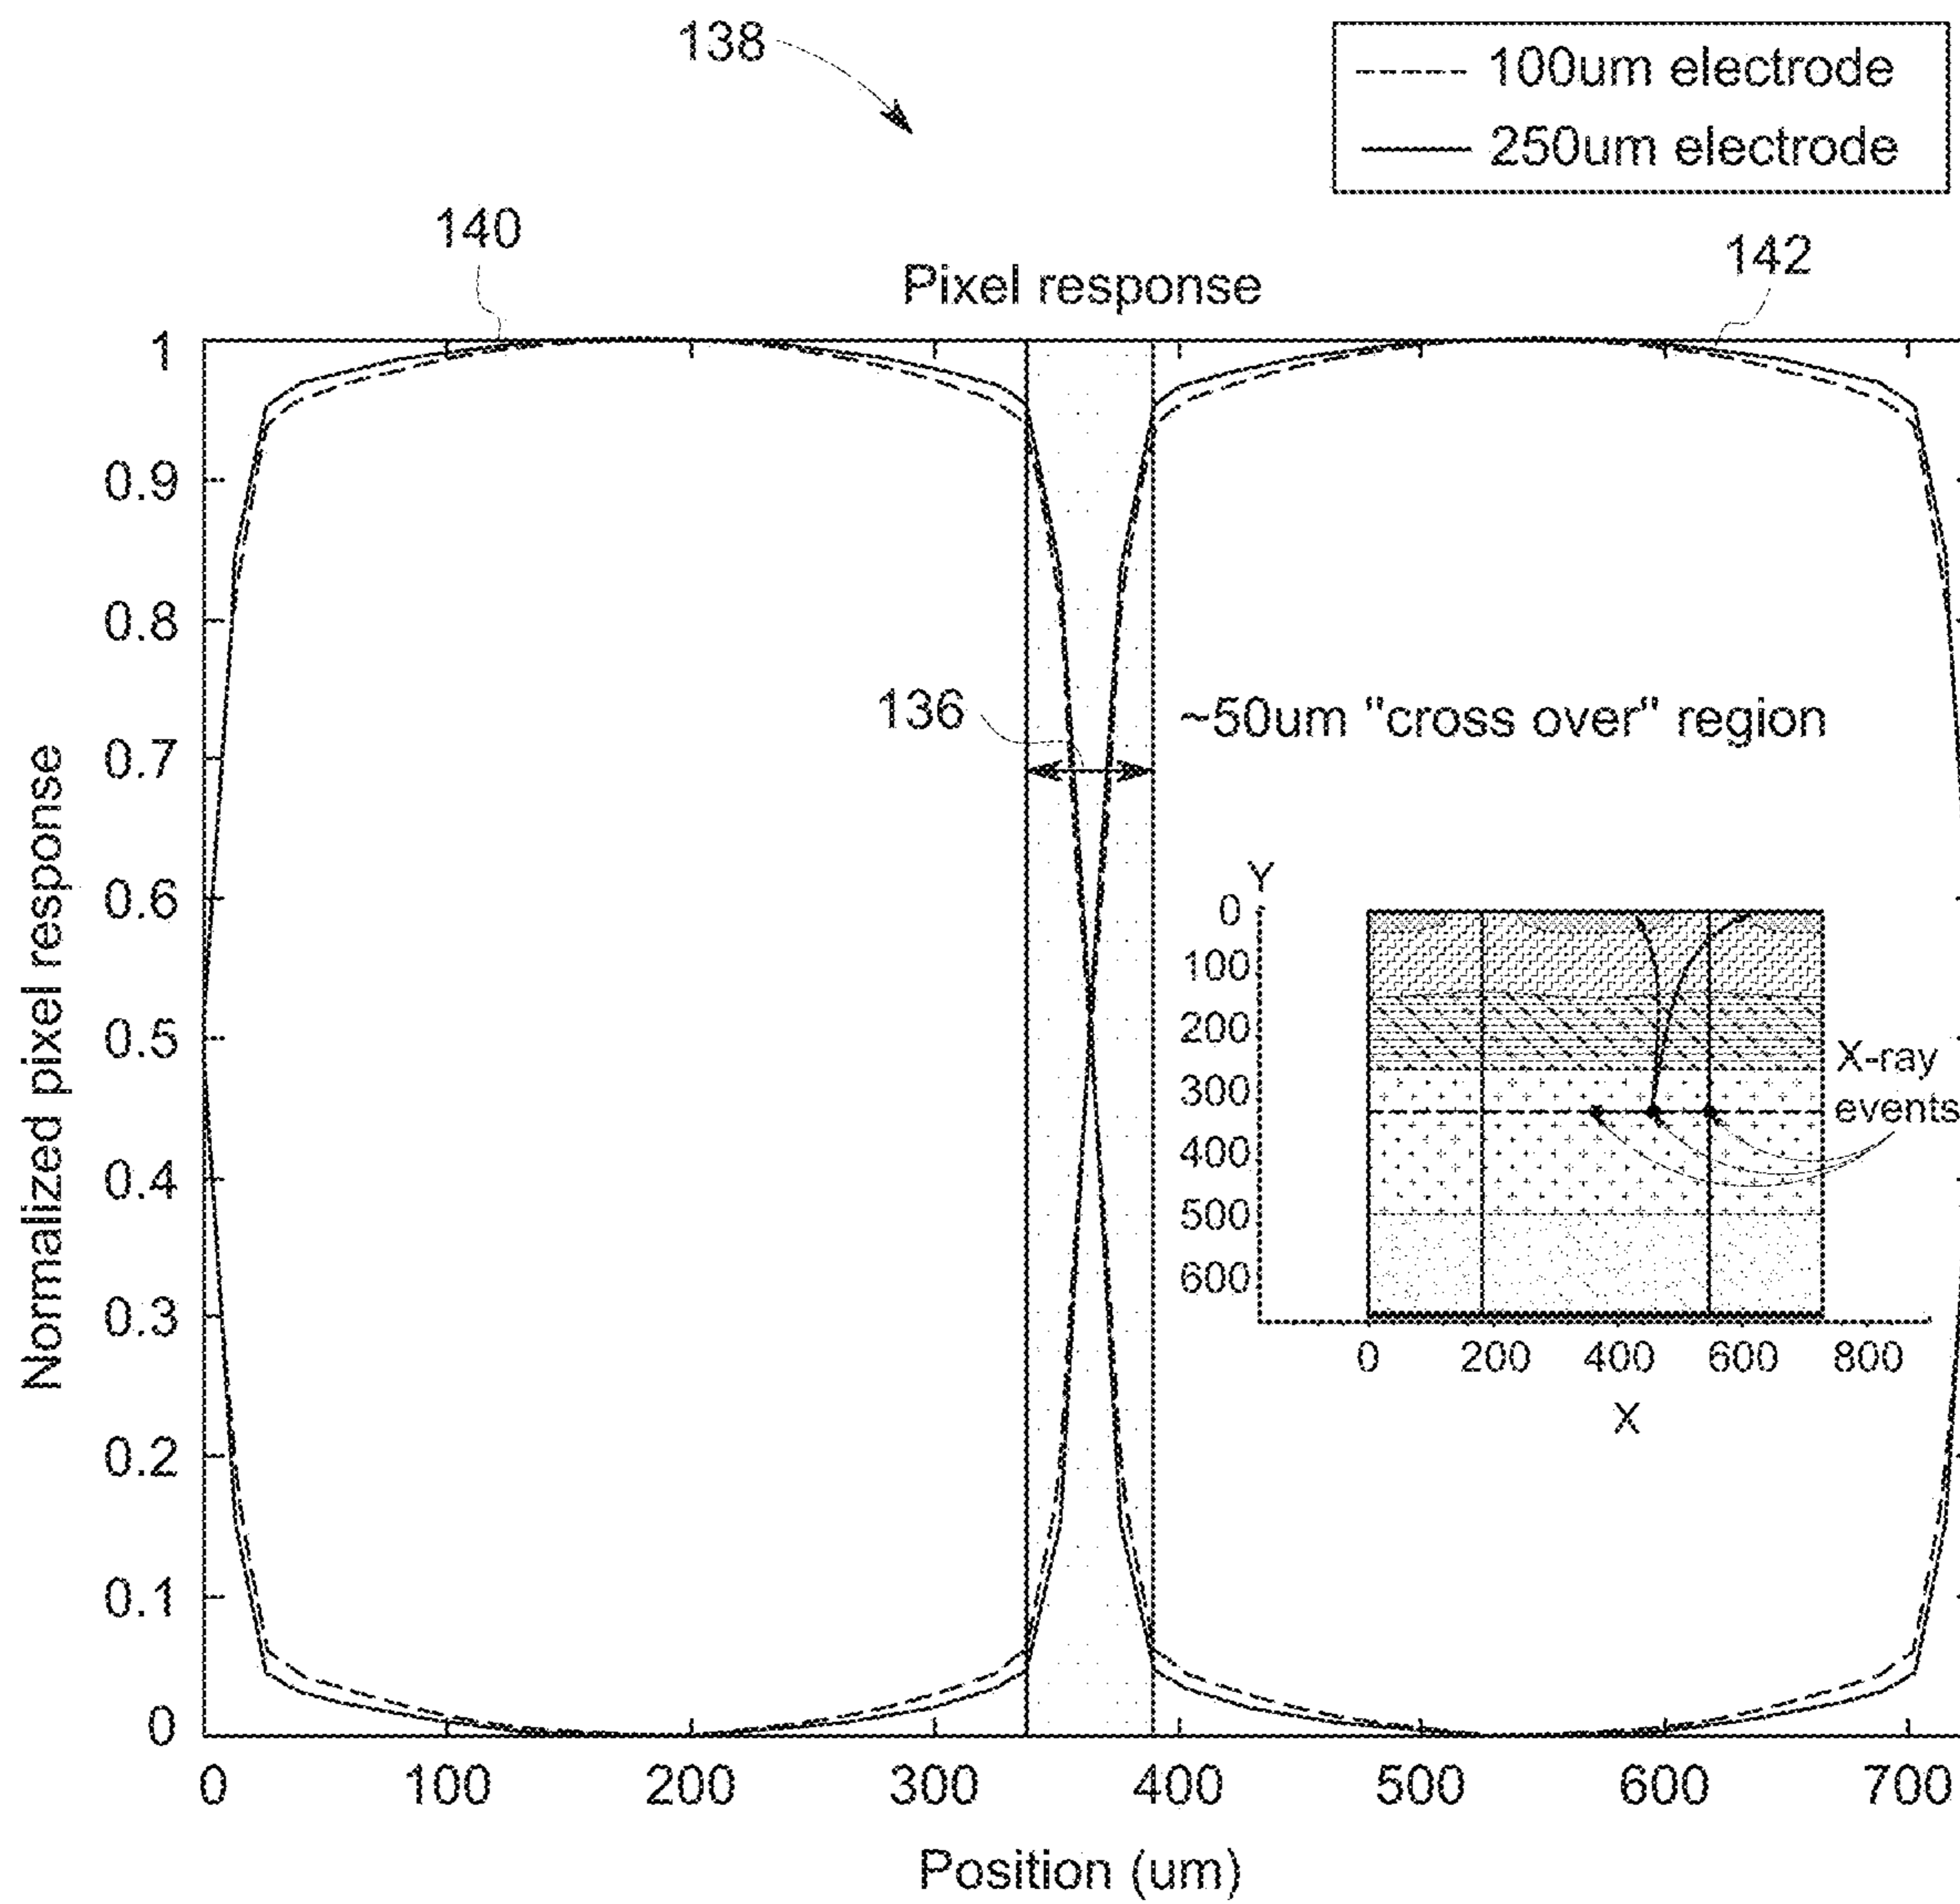 138
100um electrode
250um electrode
140
142
Pixel response
1
0.9
0.8
0.7
0.6
0.5
0.4
0.3
0.2
0.1
0
Normalized pixel response
136
~50um "cross over" region
Y
0
100
200
300
400
500
600
X-ray
events
0 200 400 600 800
X
0 100 200 300 400 500 600 700
Position (um)